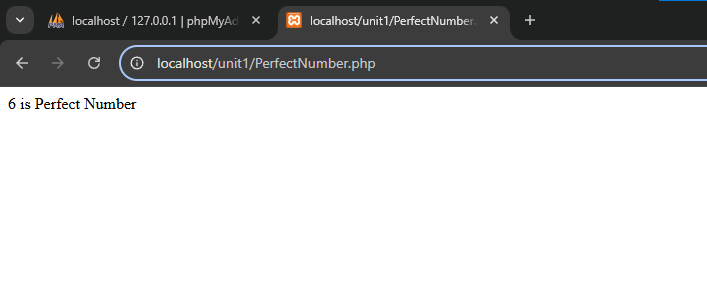 localhost / 127.0.0.1 | phpMyAd
localhost/unit1/PerfectNumber.
localhost/unit1/PerfectNumber.php
6 is Perfect Number